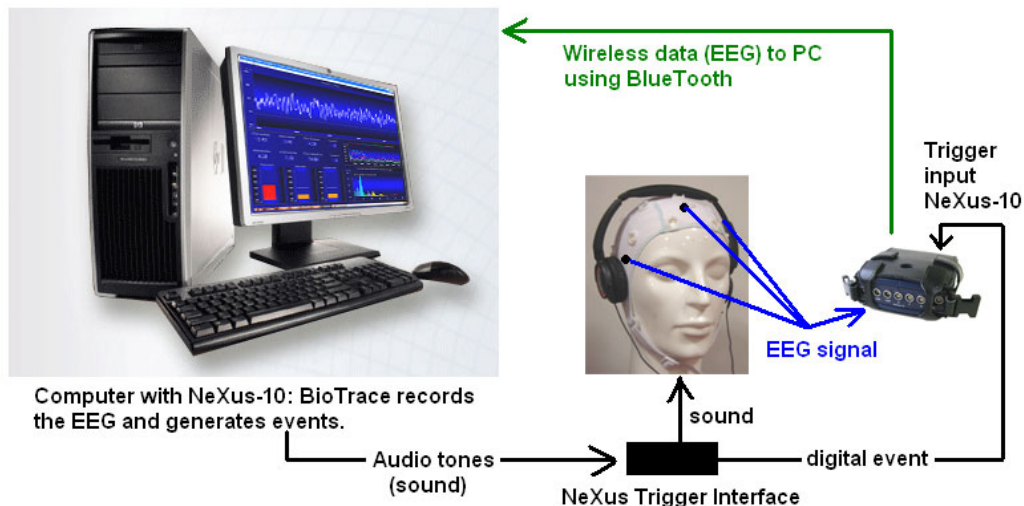 Wireless data (EEG) to PC
using BlueTooth
Trigger
input
NeXus-10
EEG signal
Computer with NeXus-10: BioTrace records
the EEG and generates events.
sound
Audio tones
(sound)
digital event
NeXus Trigger Interface